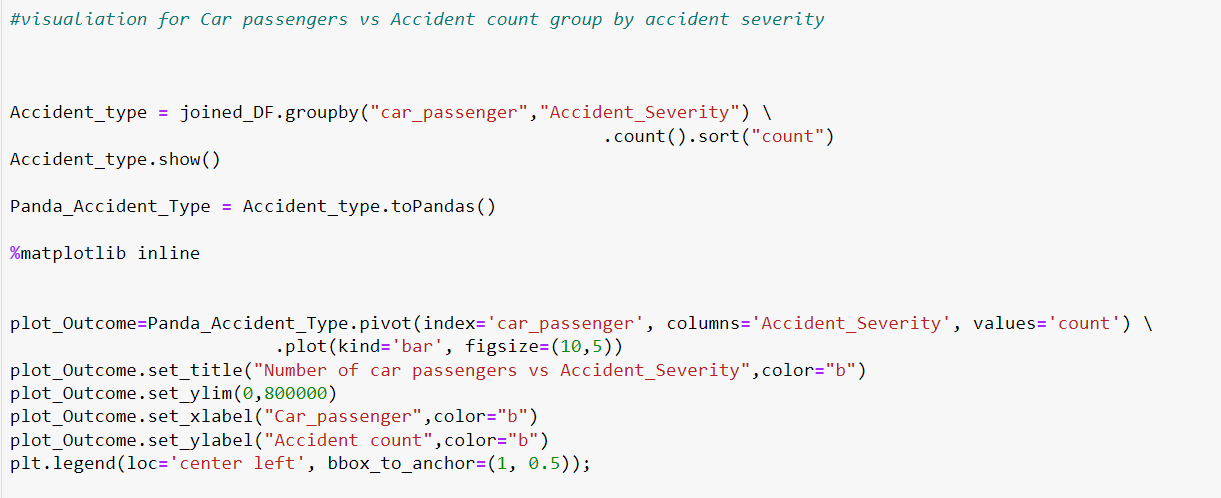 #visualiation for Car passengers vs Accident count group by accident severity
Accident_type = joined_DF.groupby("car_passenger","Accident_Severity") \
.count().sort("count")
Accident_type.show()
Panda_Accident_Type = Accident_type.toPandas()
%matplotlib inline
plot_Outcome=Panda_Accident_Type.pivot(index='car_passenger', columns='Accident_Severity', values='count') \
.plot(kind='bar', figsize=(10,5))
plot_Outcome.set_title("Number of car passengers vs Accident_Severity",color="b")
plot_Outcome.set_ylim(0,800000)
plot_Outcome.set_xlabel("Car_passenger",color="b")
plot_Outcome.set_ylabel("Accident count",color="b")
plt.legend(loc='center left', bbox_to_anchor=(1, 0.5));